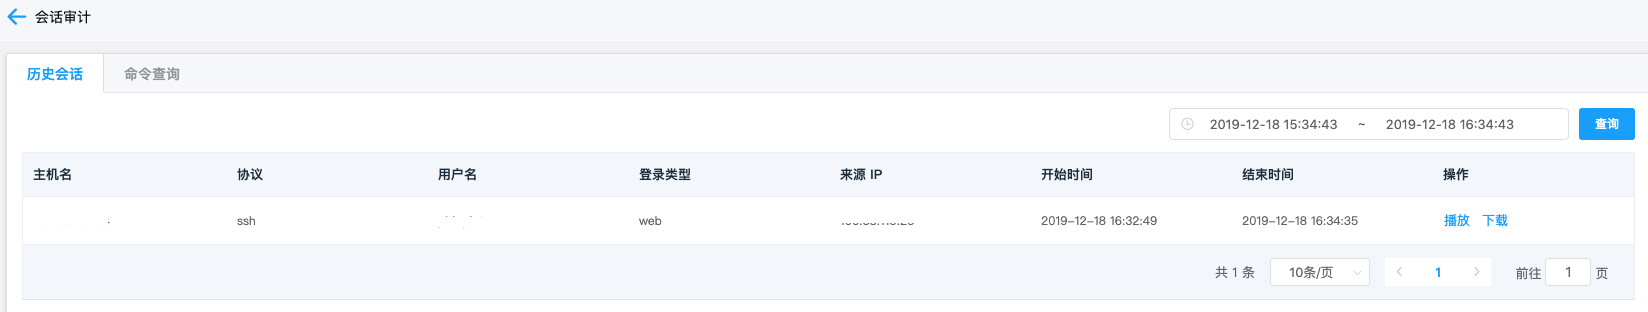 会话审计
历史会话 命令查询
2019-12-18 15:34:43 ~ 2019-12-18 16:34:43 查询
主机名 协议 用户名 登录类型 来源 IP 开始时间 结束时间 操作
ssh web 2019-12-18 16:32:49 2019-12-18 16:34:35 播放 下载
共 1 条 10条/页 1 前往 1 页